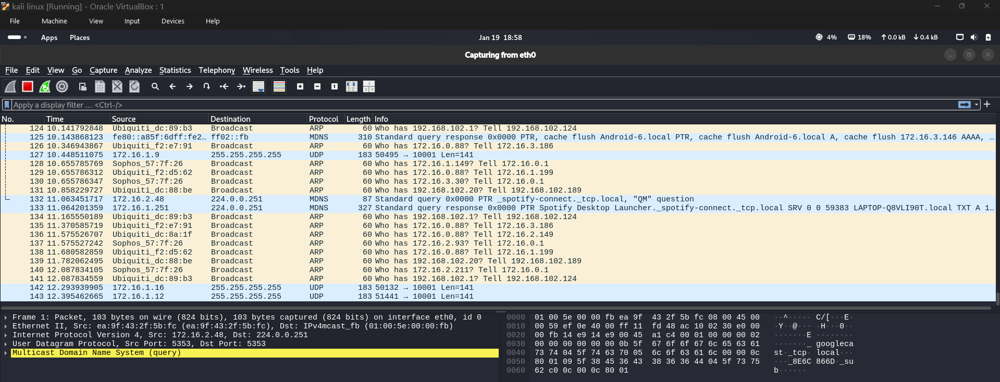 kali linux [Running] - Oracle VirtualBox : 1
File Machine View Input Devices Help
Apps Places Jan 19 18:58 4% 18% ↑ 0.0 kB ↓ 0.4 kB
Capturing from eth0
File Edit View Go Capture Analyze Statistics Telephony Wireless Tools Help
Apply a display filter … <Ctrl-/>
No. Time Source Destination Protocol Length Info
124 10.141792848 Ubiquiti_dc:89:b3 Broadcast ARP 60 Who has 192.168.102.1? Tell 192.168.102.124
125 10.143868123 fe80::a85f:6dff:fe2… ff02::fb MDNS 310 Standard query response 0x0000 PTR, cache flush Android-6.local PTR, cache flush Android-6.local A, cache flush 172.16.3.146 AAAA, …
126 10.346943867 Ubiquiti_f2:e7:91 Broadcast ARP 60 Who has 172.16.0.88? Tell 172.16.3.186
127 10.448511075 172.16.1.9 255.255.255.255 UDP 183 50495 → 10001 Len=141
128 10.655785769 Sophos_57:7f:26 Broadcast ARP 60 Who has 172.16.1.149? Tell 172.16.0.1
129 10.655786312 Ubiquiti_f2:d5:62 Broadcast ARP 60 Who has 172.16.0.88? Tell 172.16.1.199
130 10.655786347 Sophos_57:7f:26 Broadcast ARP 60 Who has 172.16.3.30? Tell 172.16.0.1
131 10.858229727 Ubiquiti_dc:88:be Broadcast ARP 60 Who has 192.168.102.20? Tell 192.168.102.189
132 11.063451717 172.16.2.48 224.0.0.251 MDNS 87 Standard query 0x0000 PTR _spotify-connect._tcp.local, "QM" question
133 11.064201359 172.16.1.251 224.0.0.251 MDNS 327 Standard query response 0x0000 PTR Spotify Desktop Launcher._spotify-connect._tcp.local SRV 0 0 59383 LAPTOP-Q8VLI90T.local TXT A 1…
134 11.165550189 Ubiquiti_dc:89:b3 Broadcast ARP 60 Who has 192.168.102.1? Tell 192.168.102.124
135 11.370585719 Ubiquiti_f2:e7:91 Broadcast ARP 60 Who has 172.16.0.88? Tell 172.16.3.186
136 11.575526707 Ubiquiti_dc:8a:1f Broadcast ARP 60 Who has 172.16.0.88? Tell 172.16.2.149
137 11.575527242 Sophos_57:7f:26 Broadcast ARP 60 Who has 172.16.2.93? Tell 172.16.0.1
138 11.680582859 Ubiquiti_f2:d5:62 Broadcast ARP 60 Who has 172.16.0.88? Tell 172.16.1.199
139 11.782062495 Ubiquiti_dc:88:be Broadcast ARP 60 Who has 192.168.102.20? Tell 192.168.102.189
140 12.087834105 Sophos_57:7f:26 Broadcast ARP 60 Who has 172.16.2.211? Tell 172.16.0.1
141 12.087834559 Ubiquiti_dc:89:b3 Broadcast ARP 60 Who has 192.168.102.1? Tell 192.168.102.124
142 12.293939905 172.16.1.16 255.255.255.255 UDP 183 50132 → 10001 Len=141
143 12.395462665 172.16.1.12 255.255.255.255 UDP 183 51441 → 10001 Len=141
Frame 1: Packet, 103 bytes on wire (824 bits), 103 bytes captured (824 bits) on interface eth0, id 0
Ethernet II, Src: ea:9f:43:2f:5b:fc (ea:9f:43:2f:5b:fc), Dst: IPv4mcast_fb (01:00:5e:00:00:fb)
Internet Protocol Version 4, Src: 172.16.2.48, Dst: 224.0.0.251
User Datagram Protocol, Src Port: 5353, Dst Port: 5353
Multicast Domain Name System (query)
0000 01 00 5e 00 00 fb ea 9f 43 2f 5b fc 08 00 45 00 ··^····· C/[···E·
0010 00 59 ef 0e 40 00 ff 11 fd 48 ac 10 02 30 e0 00 ·Y··@··· ·H···0··
0020 00 fb 14 e9 14 e9 00 45 a1 c4 00 01 00 00 00 02 ·······E ········
0030 00 00 00 00 00 00 0b 5f 67 6f 6f 67 6c 65 63 61 ·······_ googleca
0040 73 74 04 5f 74 63 70 05 6c 6f 63 61 6c 00 00 0c st·_tcp· local···
0050 80 01 09 5f 38 45 36 43 38 36 36 44 04 5f 73 75 ···_8E6C 866D·_su
0060 62 c0 0c 00 0c 80 01 b······